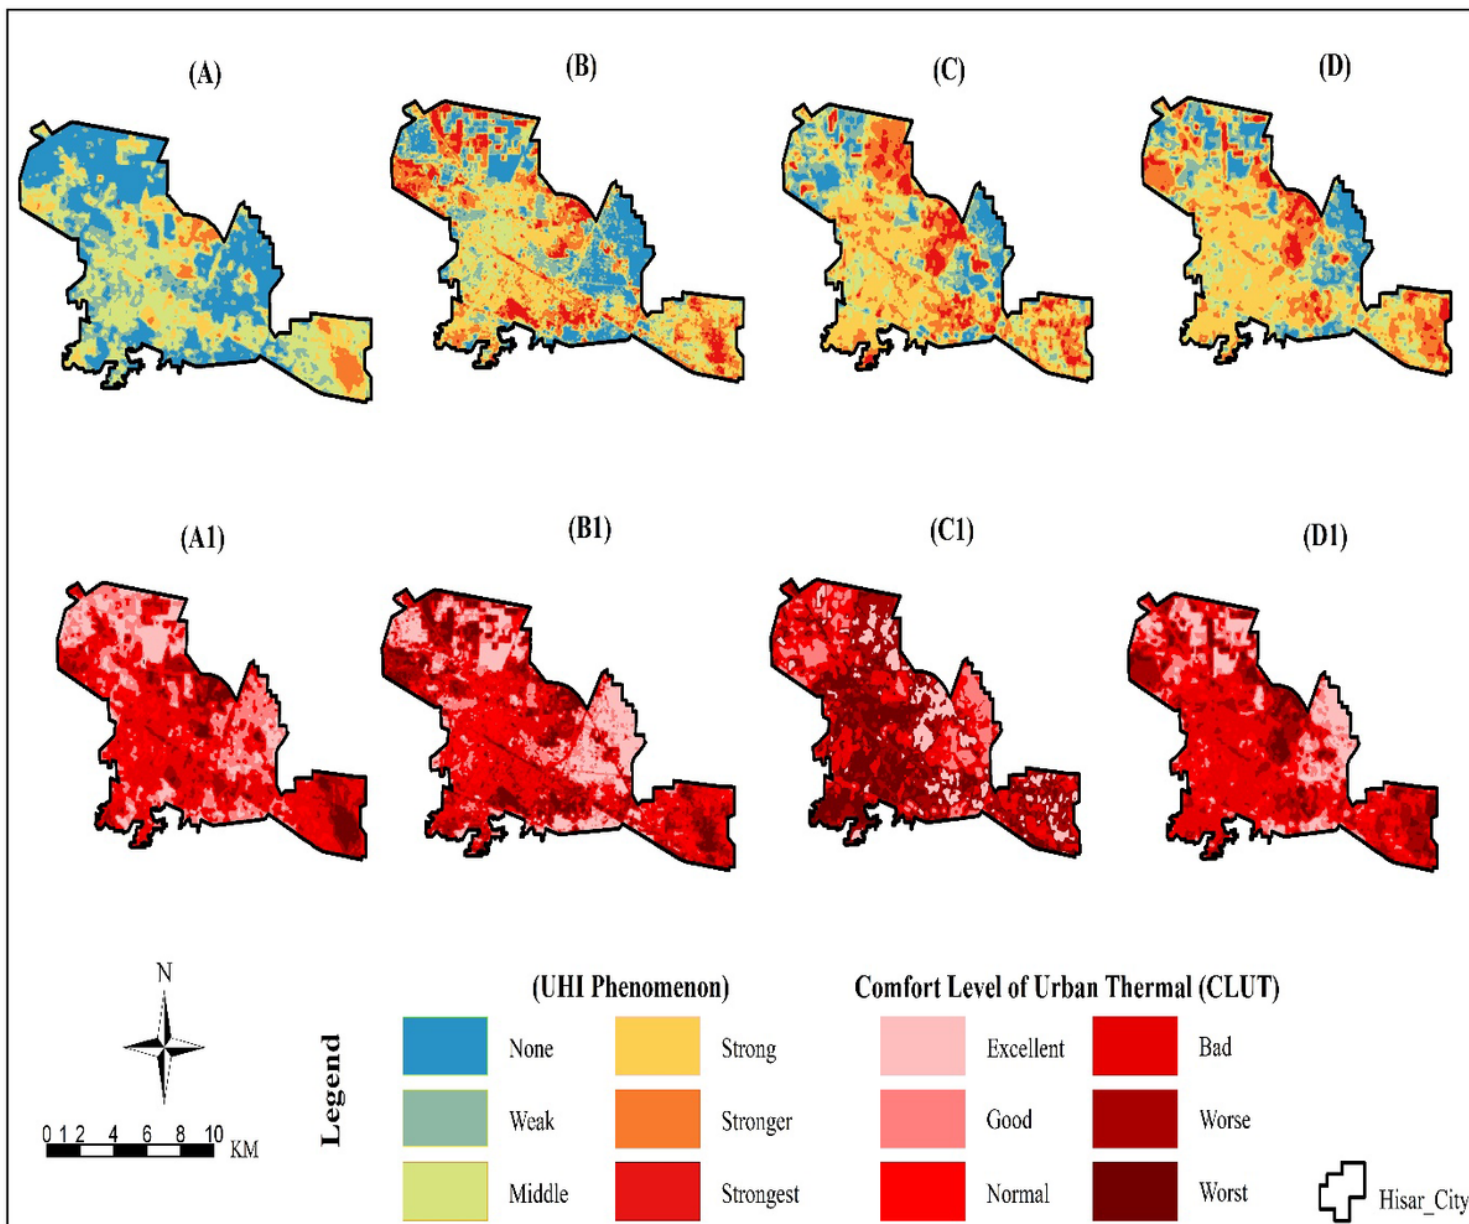 (A)
(B)
(C)
(D)
(A1)
(B1)
(C1)
(D1)
N
0 1 2 4 6 8 10
KM
Legend
(UHI Phenomenon)
None
Strong
Weak
Stronger
Middle
Strongest
Comfort Level of Urban Thermal (CLUT)
Excellent
Bad
Good
Worse
Normal
Worst
Hisar_City